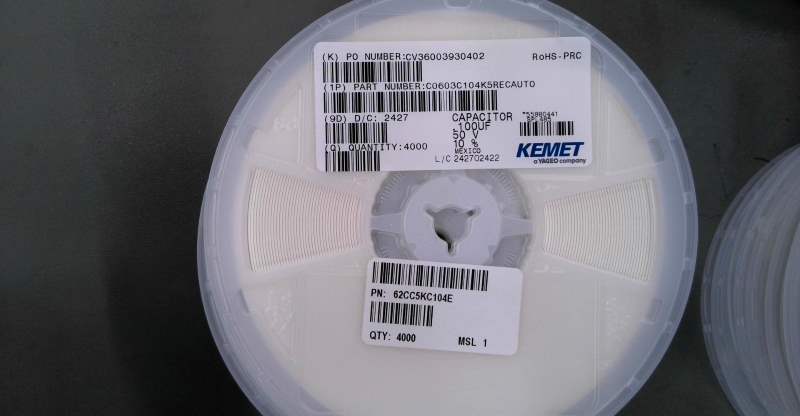 (K) PO NUMBER:CV36003930402
RoHS-PRC
(1P) PART NUMBER:C0603C104K5RECAUTO
(9D) D/C: 2427
CAPACITOR
.100UF
50 V
10 %
MEXICO
L/C 242702422
(Q) QUANTITY:4000
KEMET
a YAGEO company
PN: 62CC5KC104E
QTY: 4000
MSL 1